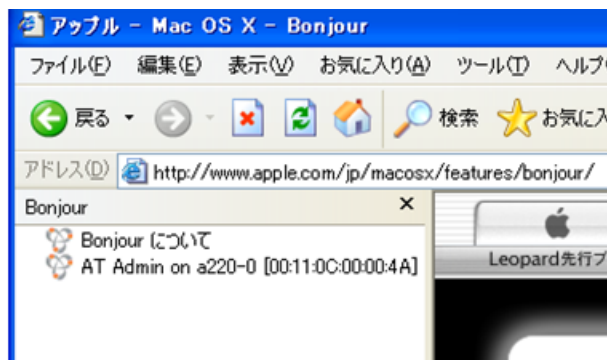 アップル - Mac OS X - Bonjour
ファイル(F) 編集(E) 表示(V) お気に入り(A) ツール(T) ヘルプ
戻る 検索 お気に入
アドレス(D) http://www.apple.com/jp/macosx/features/bonjour/
Bonjour
Bonjour について
AT Admin on a220-0 [00:11:0C:00:00:4A]
Leopard先行プ